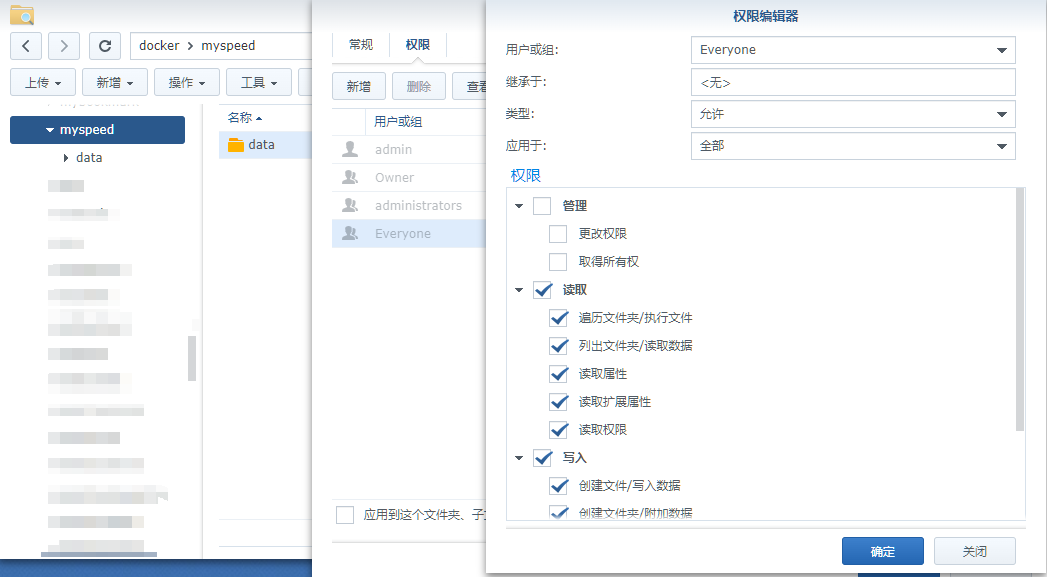 docker > myspeed
上传
新增
操作
工具
myspeed
data
名称
data
常规
权限
新增
删除
查看
用户或组
admin
Owner
administrators
Everyone
应用到这个文件夹、子
权限编辑器
用户或组:
Everyone
继承于:
<无>
类型:
允许
应用于:
全部
权限
管理
更改权限
取得所有权
读取
遍历文件夹/执行文件
列出文件夹/读取数据
读取属性
读取扩展属性
读取权限
写入
创建文件/写入数据
创建文件夹/附加数据
确定
关闭